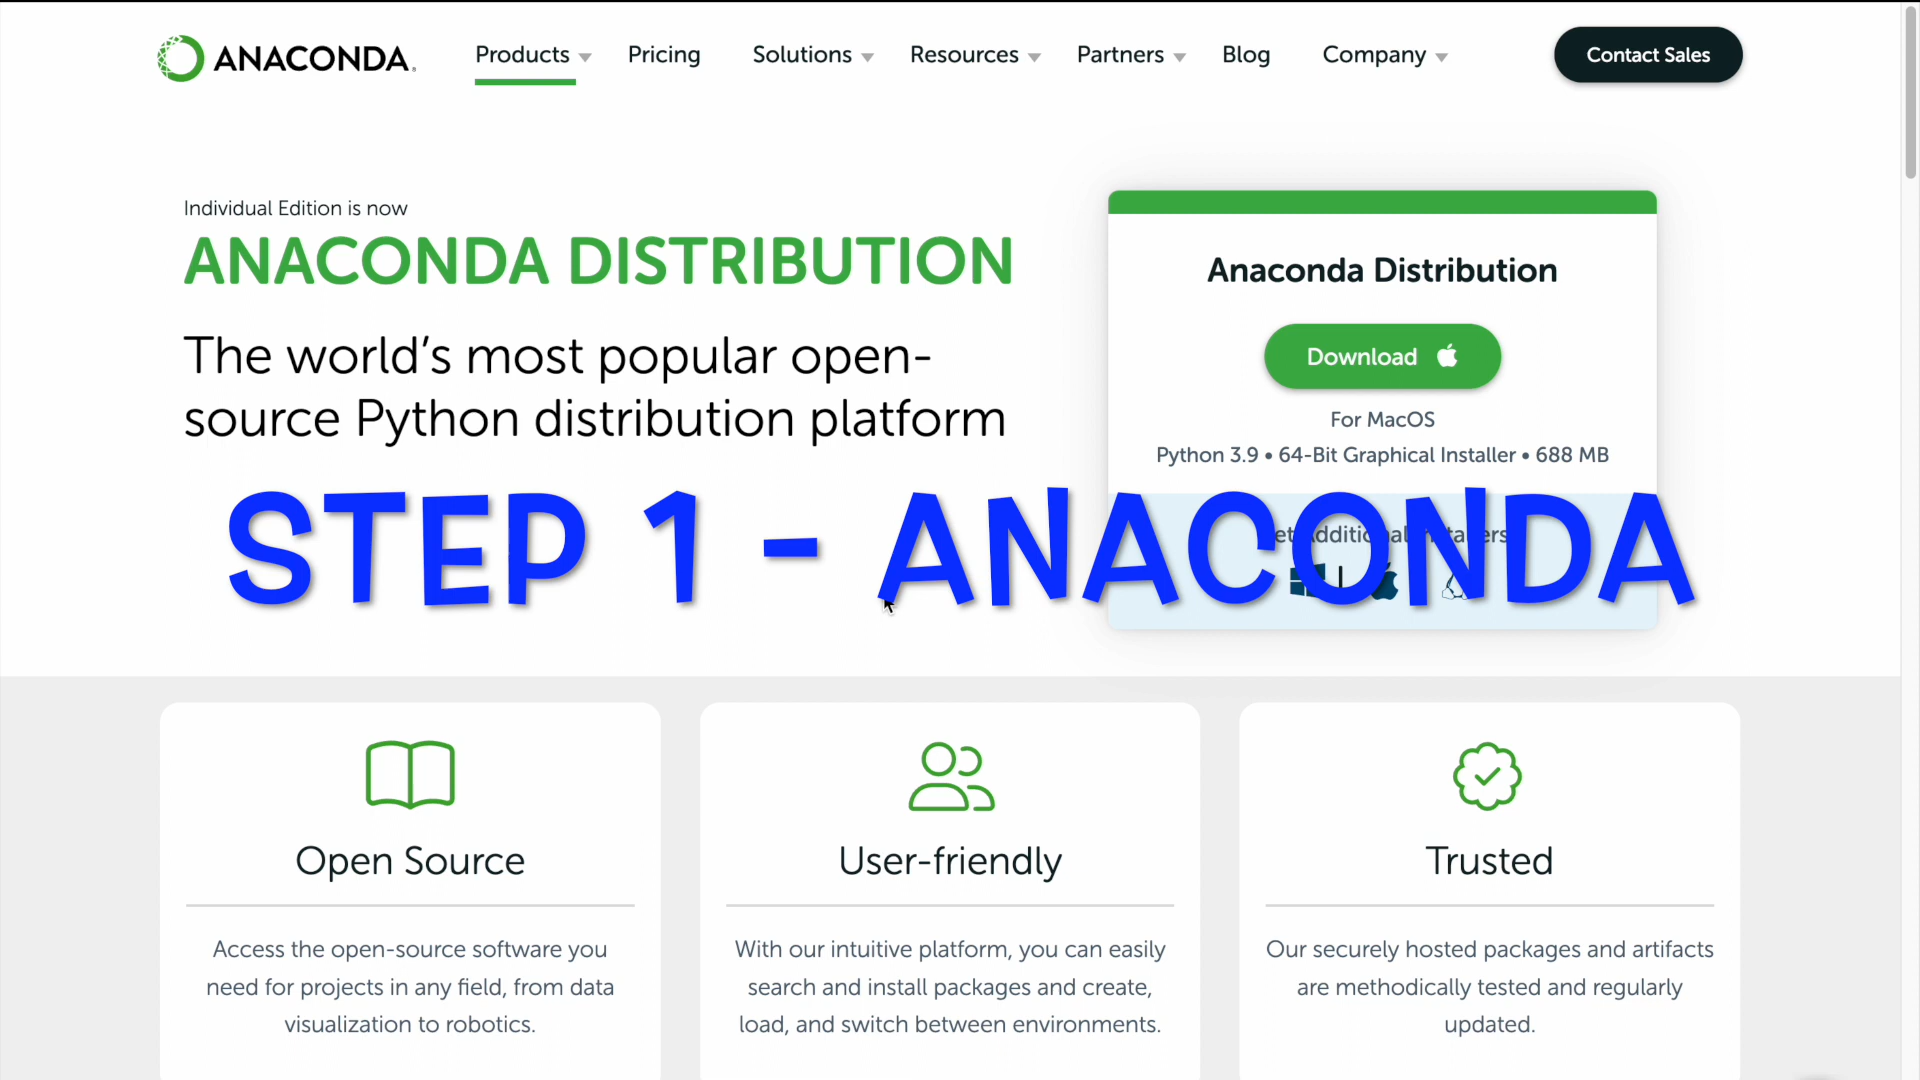 ANACONDA.
Products Pricing Solutions Resources Partners Blog Company Contact Sales
Individual Edition is now
ANACONDA DISTRIBUTION
The world's most popular open-
source Python distribution platform
Anaconda Distribution
Download
For MacOS
Python 3.9 • 64-Bit Graphical Installer • 688 MB
STEP 1 - ANACONDA
Open Source
Access the open-source software you
need for projects in any field, from data
visualization to robotics.
User-friendly
With our intuitive platform, you can easily
search and install packages and create,
load, and switch between environments.
Trusted
Our securely hosted packages and artifacts
are methodically tested and regularly
updated.